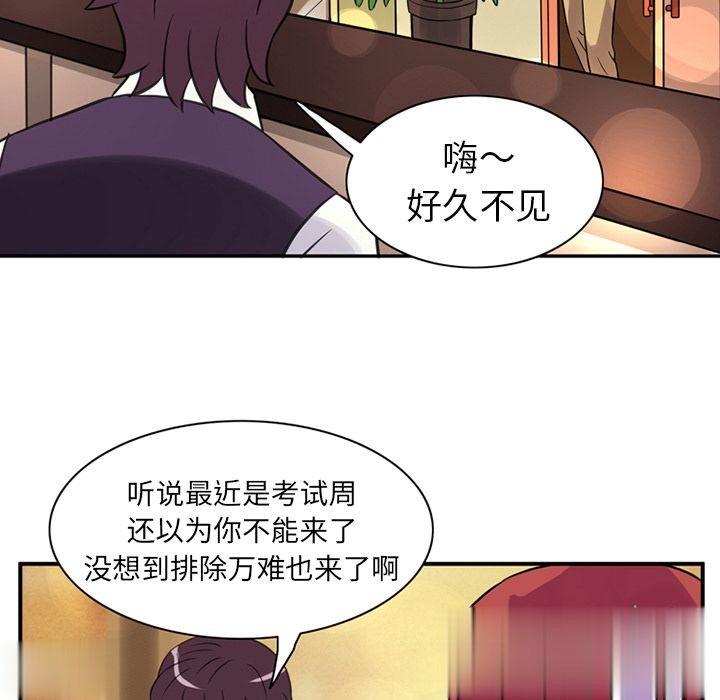 嗨～
好久不见
听说最近是考试周
还以为你不能来了
没想到排除万难也来了啊